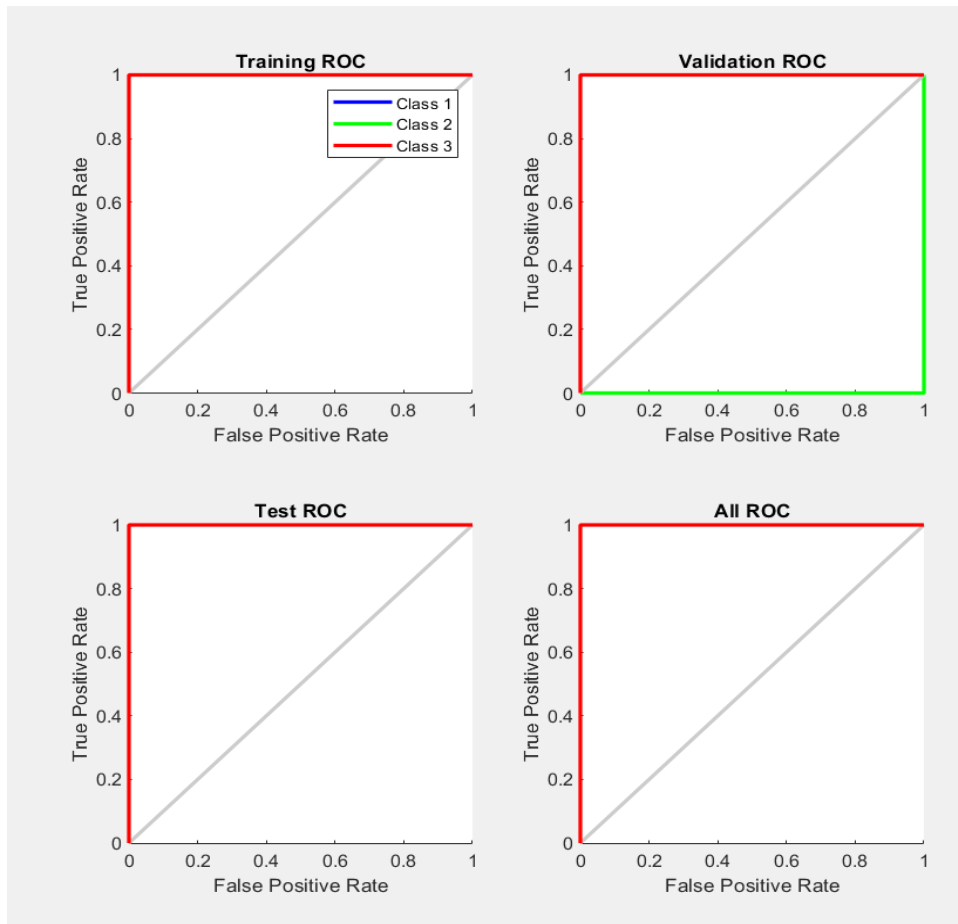 Training ROC
1
0.8
0.6
0.4
0.2
0
True Positive Rate
Class 1
Class 2
Class 3
0 0.2 0.4 0.6 0.8 1
False Positive Rate
Validation ROC
1
0.8
0.6
0.4
0.2
0
True Positive Rate
0 0.2 0.4 0.6 0.8 1
False Positive Rate
Test ROC
1
0.8
0.6
0.4
0.2
0
True Positive Rate
0 0.2 0.4 0.6 0.8 1
False Positive Rate
All ROC
1
0.8
0.6
0.4
0.2
0
True Positive Rate
0 0.2 0.4 0.6 0.8 1
False Positive Rate